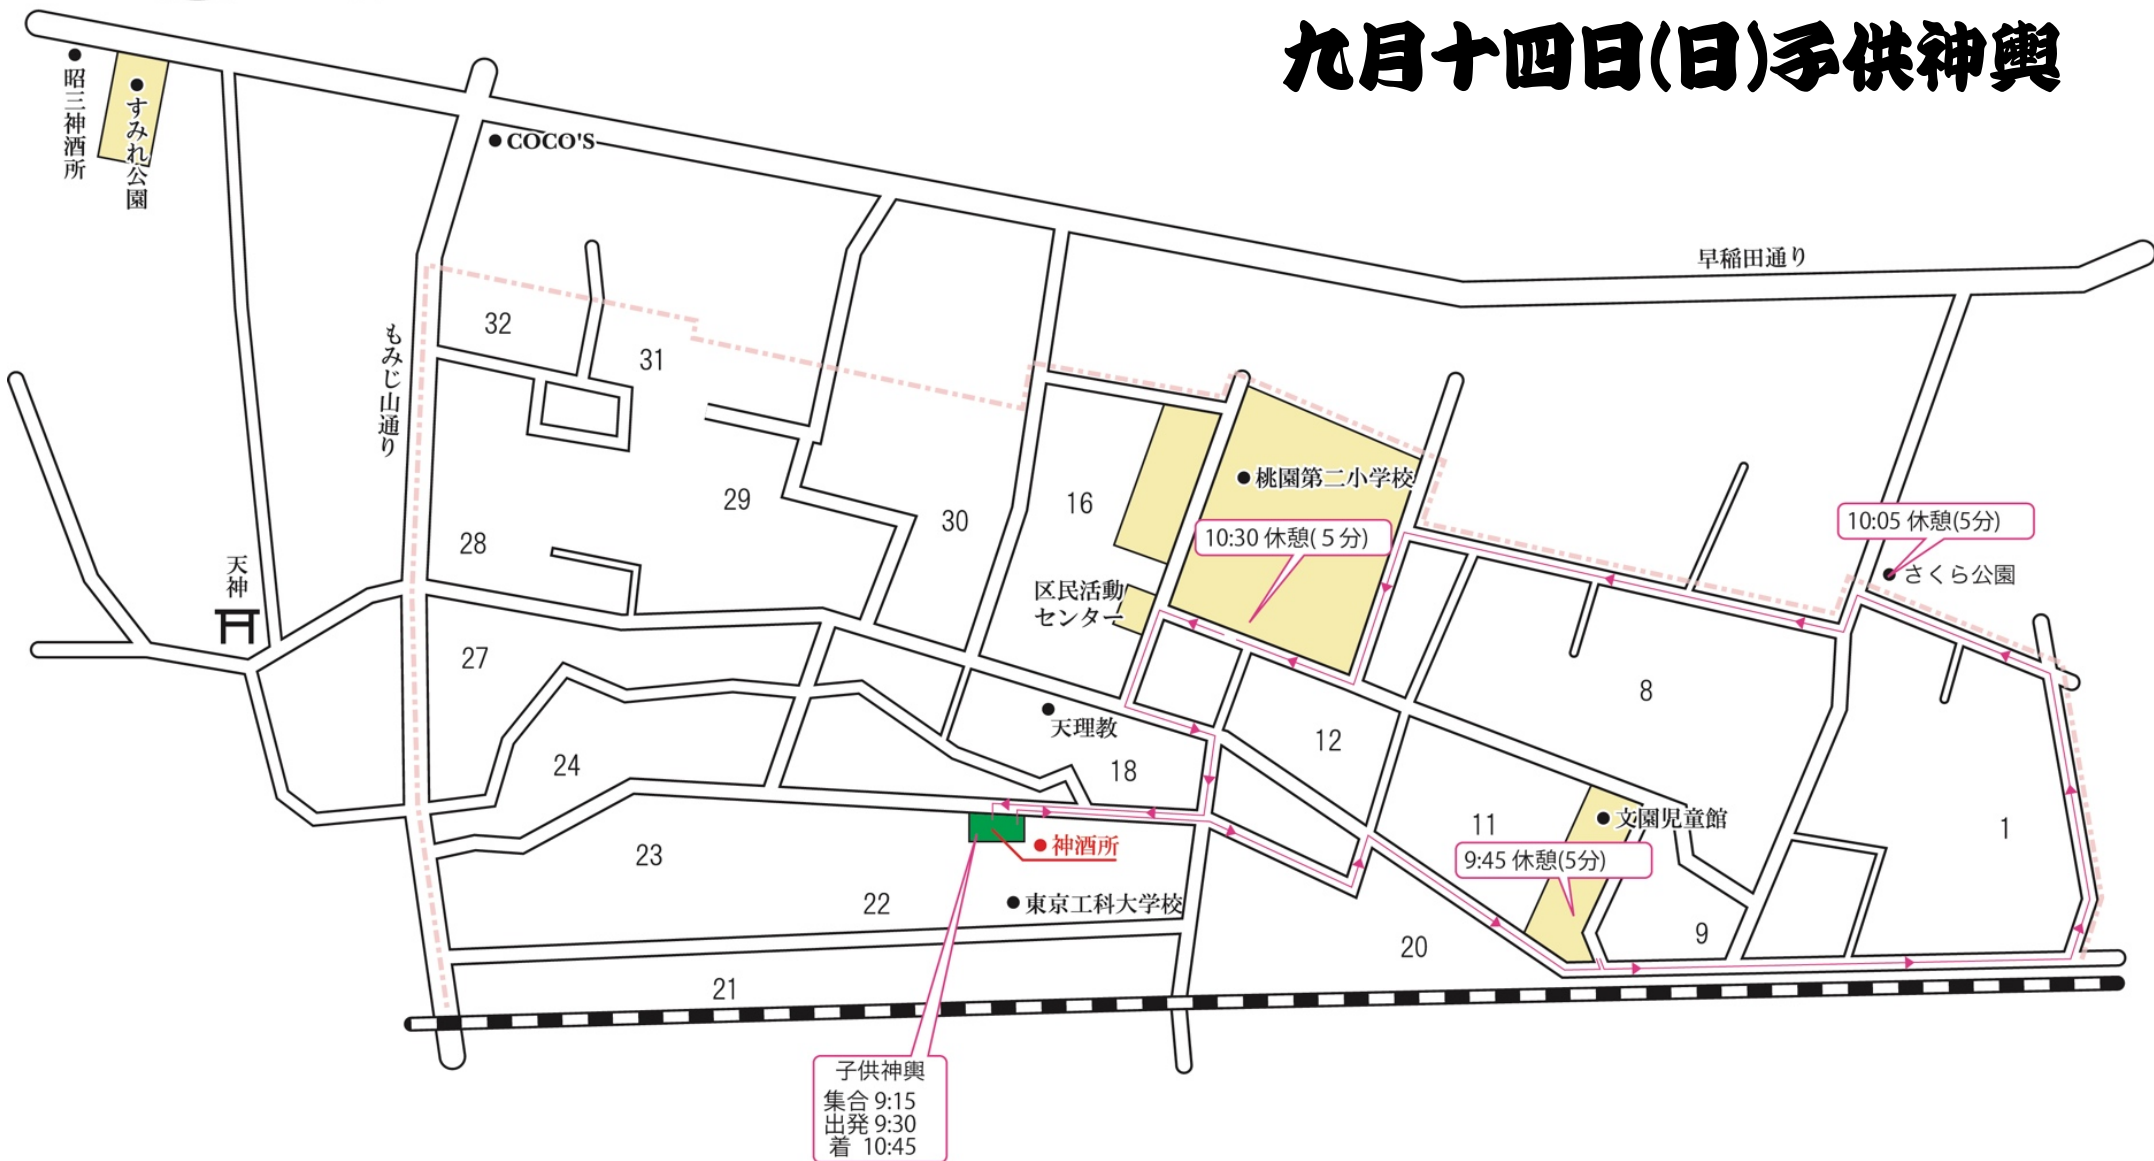 九月十四日(日)子供神輿
昭三神酒所
すみれ公園
COCO'S
早稲田通り
もみじ山通り
32
31
桃園第二小学校
29
16
30
10:05 休憩(5分)
10:30 休憩(５分)
28
天神
さくら公園
区民活動
センター
27
8
天理教
12
24
18
文園児童館
11
1
神酒所
23
9:45 休憩(5分)
22
東京工科大学校
9
20
21
子供神輿
集合 9:15
出発 9:30
着 10:45